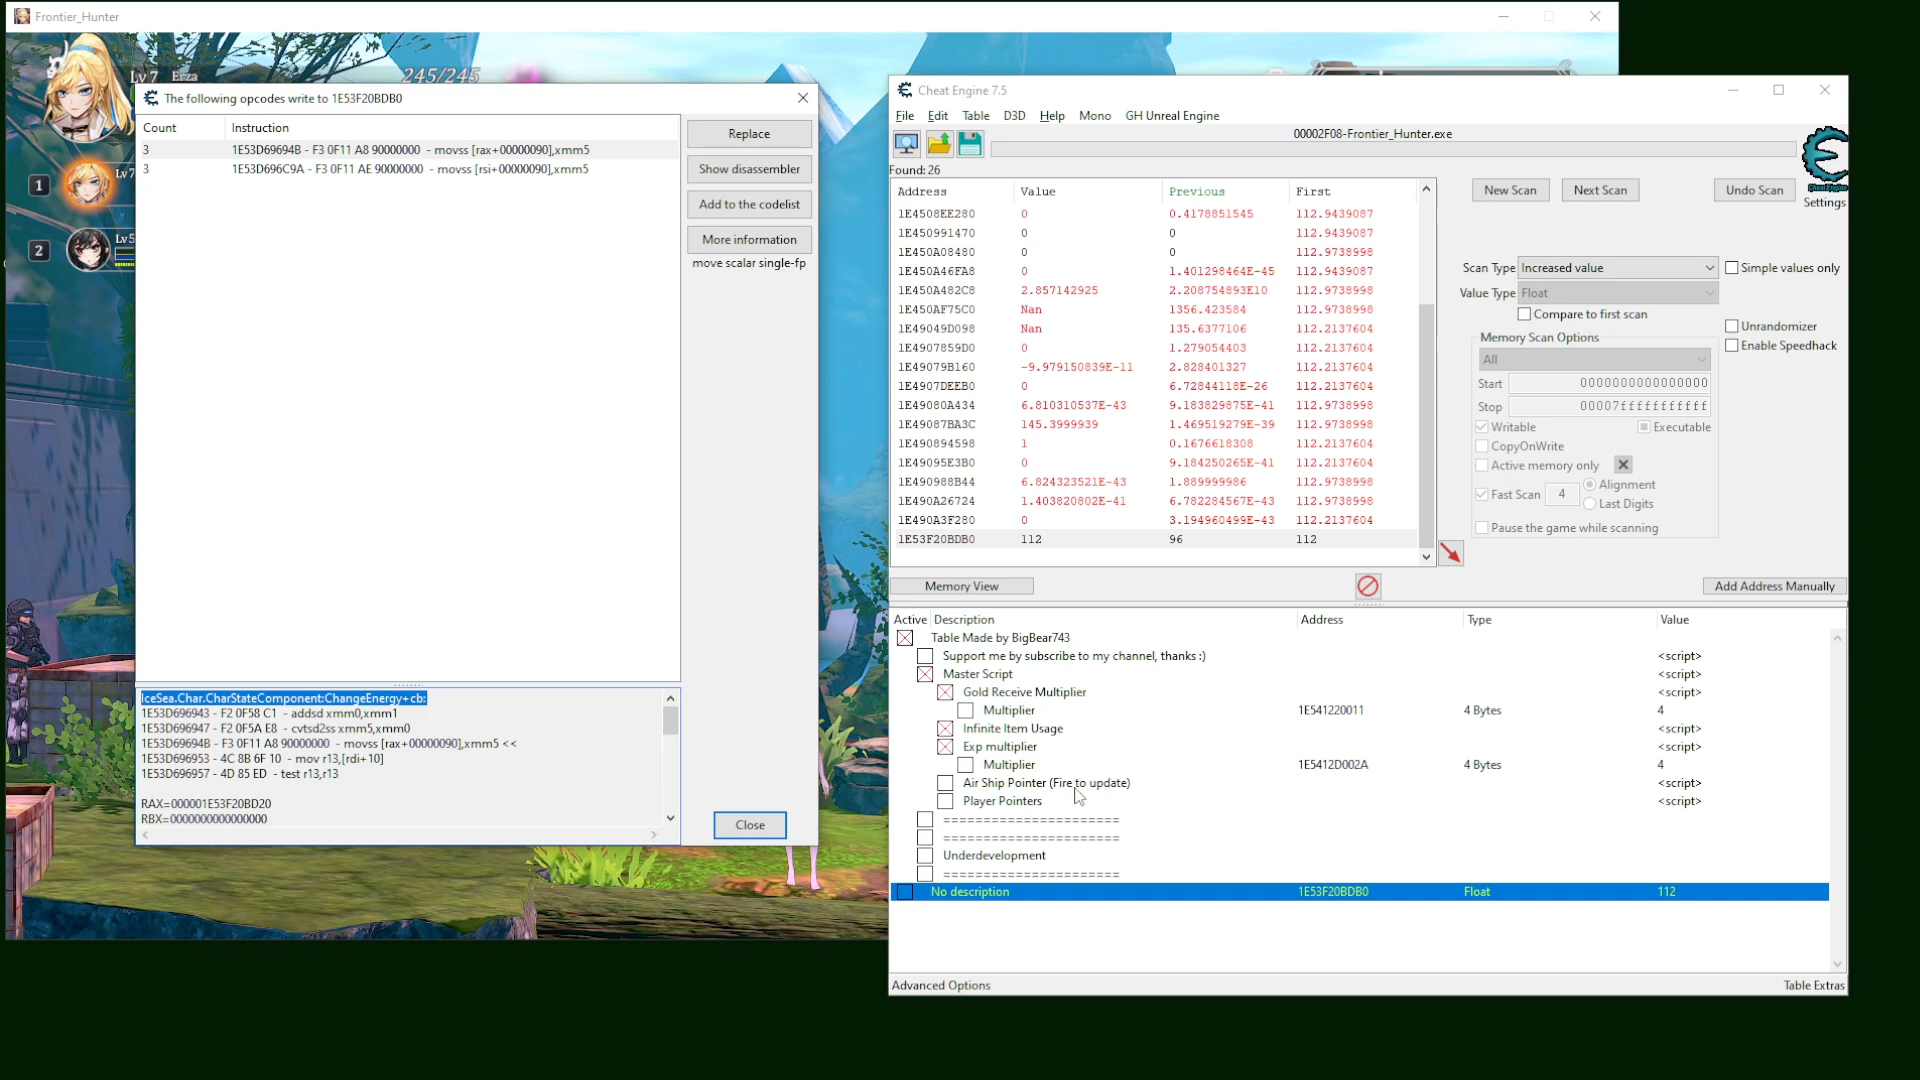 Frontier_Hunter
Lv 7 Erza
245/245
1
Lv7
2
Lv5
The following opcodes write to 1E53F20BDB0
Count Instruction
3 1E53D69694B - F3 0F11 A8 90000000 - movss [rax+00000090],xmm5
3 1E53D696C9A - F3 0F11 AE 90000000 - movss [rsi+00000090],xmm5
Replace
Show disassembler
Add to the codelist
More information
move scalar single-fp
IceSea.Char.CharStateComponent:ChangeEnergy+cb:
1E53D696943 - F2 0F58 C1 - addsd xmm0,xmm1
1E53D696947 - F2 0F5A E8 - cvtsd2ss xmm5,xmm0
1E53D69694B - F3 0F11 A8 90000000 - movss [rax+00000090],xmm5 <<
1E53D696953 - 4C 8B 6F 10 - mov r13,[rdi+10]
1E53D696957 - 4D 85 ED - test r13,r13
RAX=000001E53F20BD20
RBX=0000000000000000
Close
Cheat Engine 7.5
File Edit Table D3D Help Mono GH Unreal Engine
00002F08-Frontier_Hunter.exe
Found: 26
Address Value Previous First
1E4508EE280 0 0.4178851545 112.9439087
1E450991470 0 0 112.9439087
1E450A08480 0 0 112.9738998
1E450A46FA8 0 1.401298464E-45 112.9439087
1E450A482C8 2.857142925 2.208754893E10 112.9738998
1E450AF75C0 Nan 1356.423584 112.9738998
1E49049D098 Nan 135.6377106 112.2137604
1E4907859D0 0 1.279054403 112.2137604
1E49079B160 -9.979150839E-11 2.828401327 112.2137604
1E4907DEEB0 0 6.72844118E-26 112.2137604
1E49080A434 6.810310537E-43 9.183829875E-41 112.9738998
1E49087BA3C 145.3999939 1.469519279E-39 112.9738998
1E490894598 1 0.1676618308 112.2137604
1E49095E3B0 0 9.184250265E-41 112.2137604
1E490988B44 6.824323521E-43 1.889999986 112.9738998
1E490A26724 1.403820802E-41 6.782284567E-43 112.9738998
1E490A3F280 0 3.194960499E-43 112.2137604
1E53F20BDB0 112 96 112
New Scan Next Scan Undo Scan
Cheat Engine
Settings
Scan Type Increased value Simple values only
Value Type Float
Compare to first scan
Memory Scan Options
All
Start 0000000000000000
Stop 00007fffffffffff
Writable Executable
CopyOnWrite
Active memory only
Fast Scan 4 Alignment
Last Digits
Pause the game while scanning
Unrandomizer
Enable Speedhack
Memory View Add Address Manually
Active Description Address Type Value
Table Made by BigBear743
Support me by subscribe to my channel, thanks :) <script>
Master Script <script>
Gold Receive Multiplier <script>
Multiplier 1E541220011 4 Bytes 4
Infinite Item Usage <script>
Exp multiplier <script>
Multiplier 1E5412D002A 4 Bytes 4
Air Ship Pointer (Fire to update) <script>
Player Pointers <script>
======================
======================
Underdevelopment
======================
No description 1E53F20BDB0 Float 112
Advanced Options Table Extras